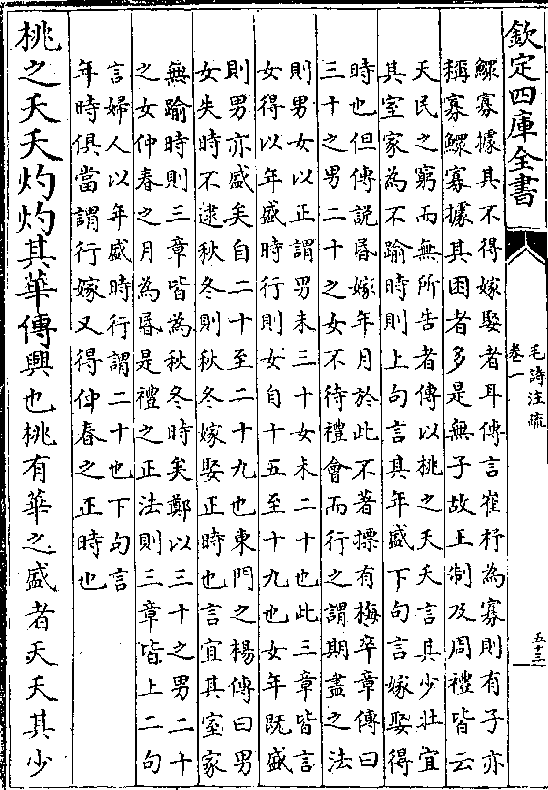 欽定四庫全書
毛詩注疏
卷一
五十三
鰥寡據其不得嫁娶者耳傳言崔杼為寡則有子亦
稱寡鰥寡據其困者多是無子故王制及周禮皆云
天民之窮而無所告者傳以桃之夭夭言其少壯宜
其室家為不踰時則上句言其年盛下句言嫁娶得
時也但傳説昬嫁年月於此不著摽有梅卒章傳曰
三十之男二十之女不待禮會而行之謂期盡之法
則男女以正謂男未三十女未二十也此三章皆言
女得以年盛時行則女自十五至十九也女年既盛
則男亦盛矣自二十至二十九也東門之楊傳曰男
女失時不逮秋冬則秋冬嫁娶正時也言宜其室家
無踰時則三章皆為秋冬時矣鄭以三十之男二十
之女仲春之月為昬是禮之正法則三章皆上二句
言婦人以年盛時行謂二十也下句言
年時俱當謂行嫁又得仲春之正時也
桃之夭夭灼灼其華傳興也桃有華之盛者夭夭其少